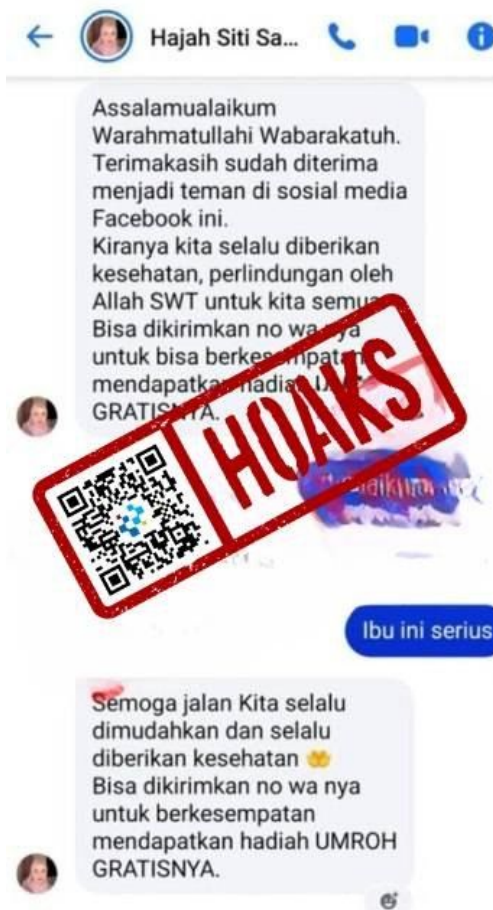 Hajah Siti Sa...
Assalamualaikum
Warahmatullahi Wabarakatuh.
Terimakasih sudah diterima
menjadi teman di sosial media
Facebook ini.
Kiranya kita selalu diberikan
kesehatan, perlindungan oleh
Allah SWT untuk kita semua
Bisa dikirimkan no wa nya
untuk bisa
mendapatkan hadiah
GRATISNYA.
HOAKS
Ibu ini serius
Semoga jalan Kita selalu
dimudahkan dan selalu
diberikan kesehatan 🤲
Bisa dikirimkan no wa nya
untuk berkesempatan
mendapatkan hadiah UMROH
GRATISNYA.